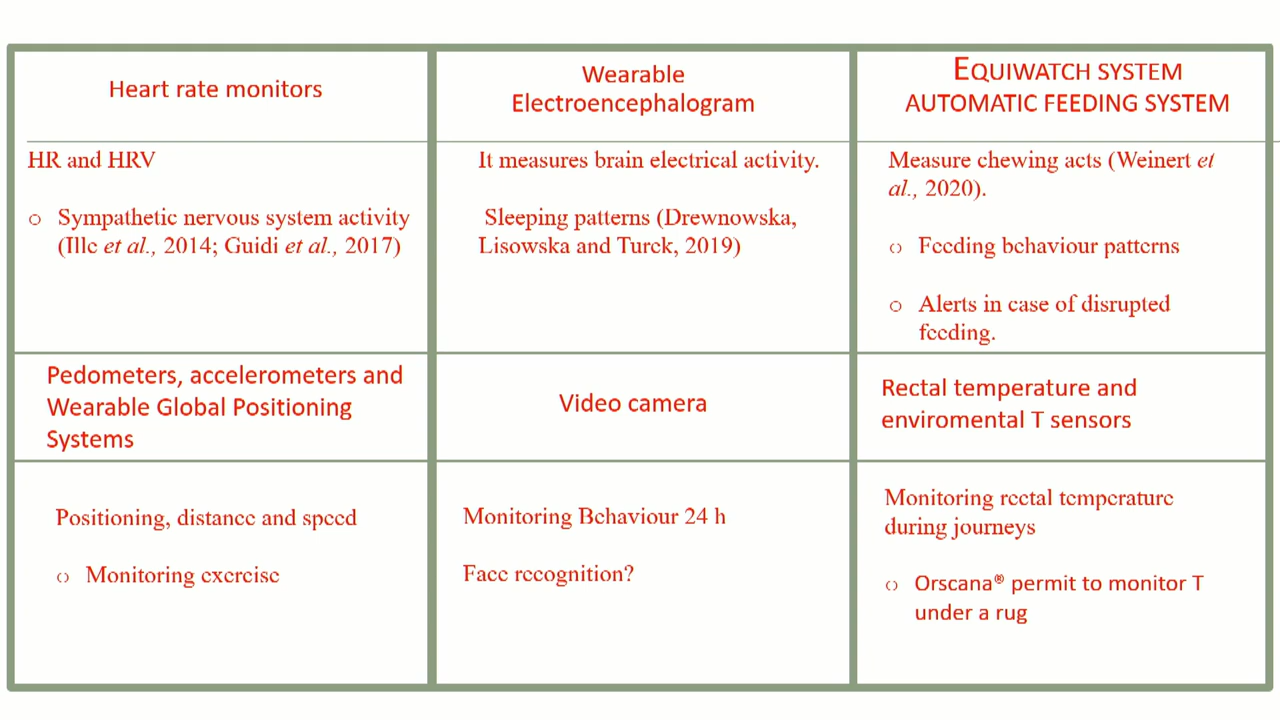 Heart rate monitors
HR and HRV
o Sympathetic nervous system activity
(Ille et al., 2014; Guidi et al., 2017)
Wearable
Electroencephalogram
It measures brain electrical activity.
Sleeping patterns (Drewnowska,
Lisowska and Turek, 2019)
EQUIWATCH SYSTEM
AUTOMATIC FEEDING SYSTEM
Measure chewing acts (Weinert et
al., 2020).
o Feeding behaviour patterns
o Alerts in case of disrupted
feeding.
Pedometers, accelerometers and
Wearable Global Positioning
Systems
Positioning, distance and speed
o Monitoring exercise
Video camera
Monitoring Behaviour 24 h
Face recognition?
Rectal temperature and
enviromental T sensors
Monitoring rectal temperature
during journeys
o Orscana® permit to monitor T
under a rug